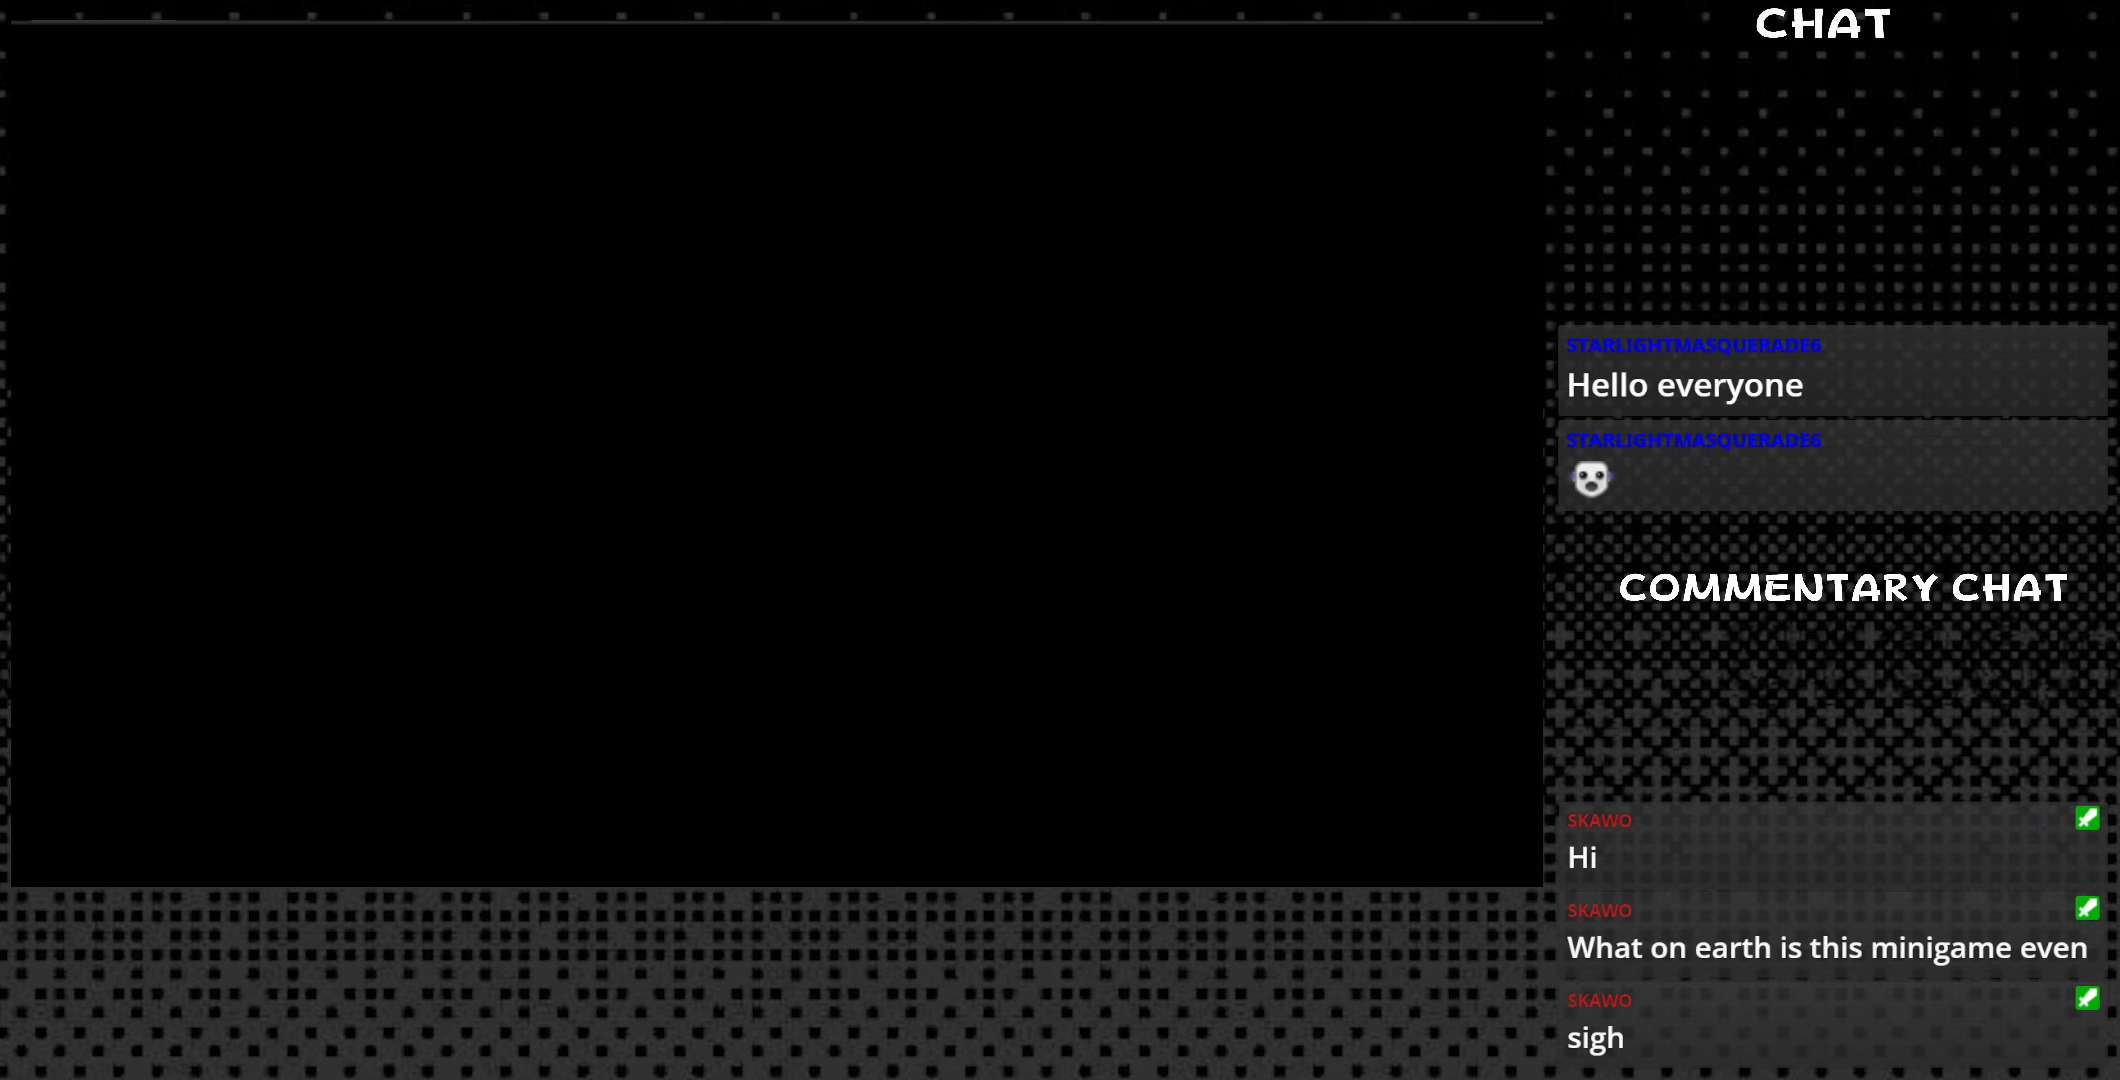 CHAT
STARLIGHTMASQUERADE6
Hello everyone
STARLIGHTMASQUERADE6
COMMENTARY CHAT
SKAWO
Hi
SKAWO
What on earth is this minigame even
SKAWO
sigh